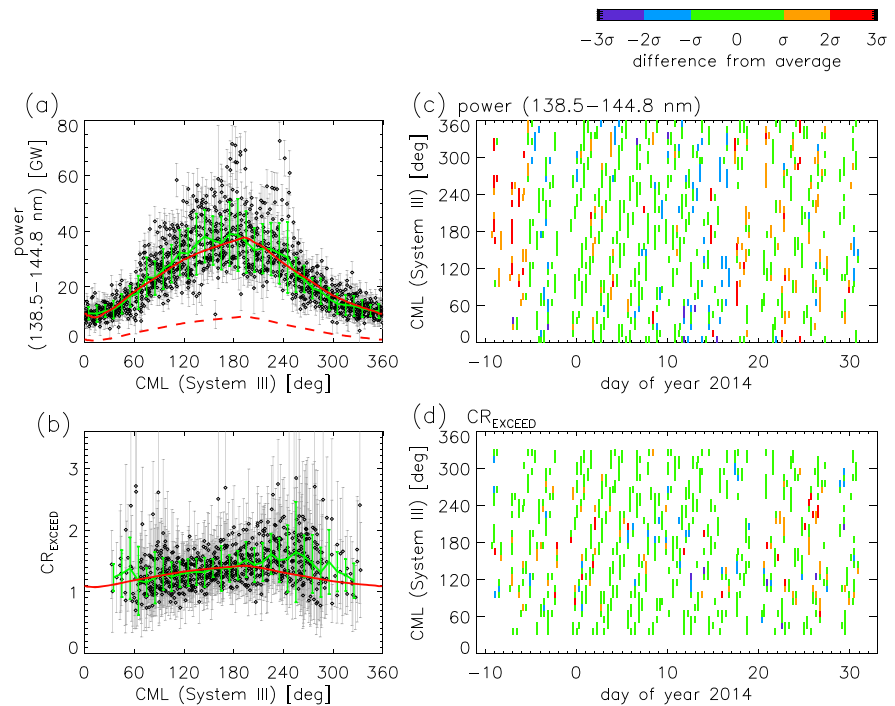 −3σ −2σ −σ 0 σ 2σ 3σ
difference from average
(a)
80
60
40
20
0
power
(138.5−144.8 nm) [GW]
0 60 120 180 240 300 360
CML (System III) [deg]
(c) power (138.5−144.8 nm)
360
300
240
180
120
60
0
CML (System III) [deg]
−10 0 10 20 30
day of year 2014
(b)
3
2
1
0
CR_EXCEED
0 60 120 180 240 300 360
CML (System III) [deg]
(d) CR_EXCEED
360
300
240
180
120
60
0
CML (System III) [deg]
−10 0 10 20 30
day of year 2014